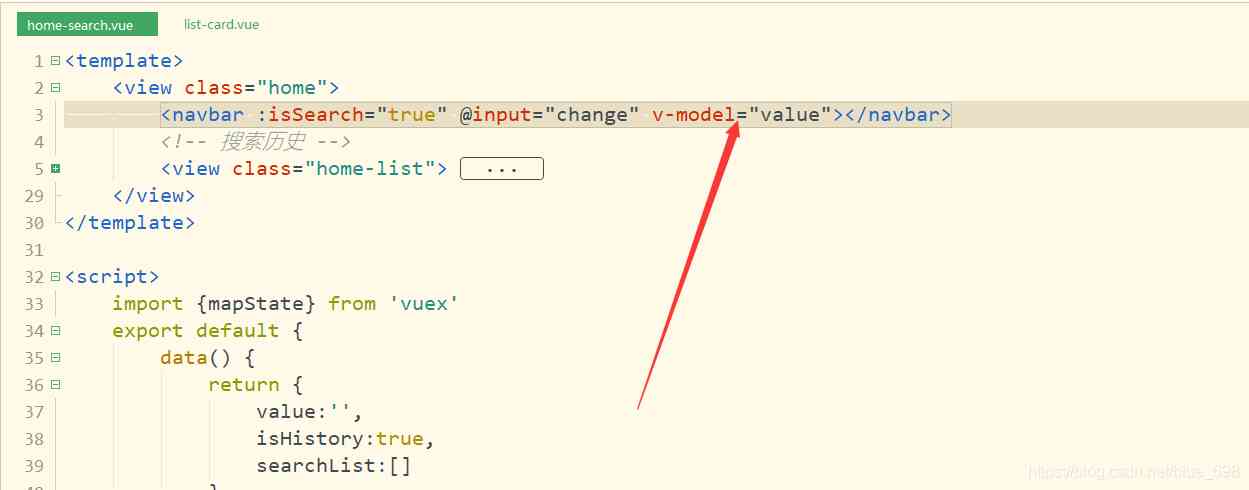 home-search.vue list-card.vue
1 <template>
2 <view class="home">
3 <navbar :isSearch="true" @input="change" v-model="value"></navbar>
4 <!-- 搜索历史 -->
5 <view class="home-list"> ...
29 </view>
30 </template>
31
32 <script>
33 import {mapState} from 'vuex'
34 export default {
35 data() {
36 return {
37 value:'',
38 isHistory:true,
39 searchList:[]
https://blog.csdn.net/blue_698